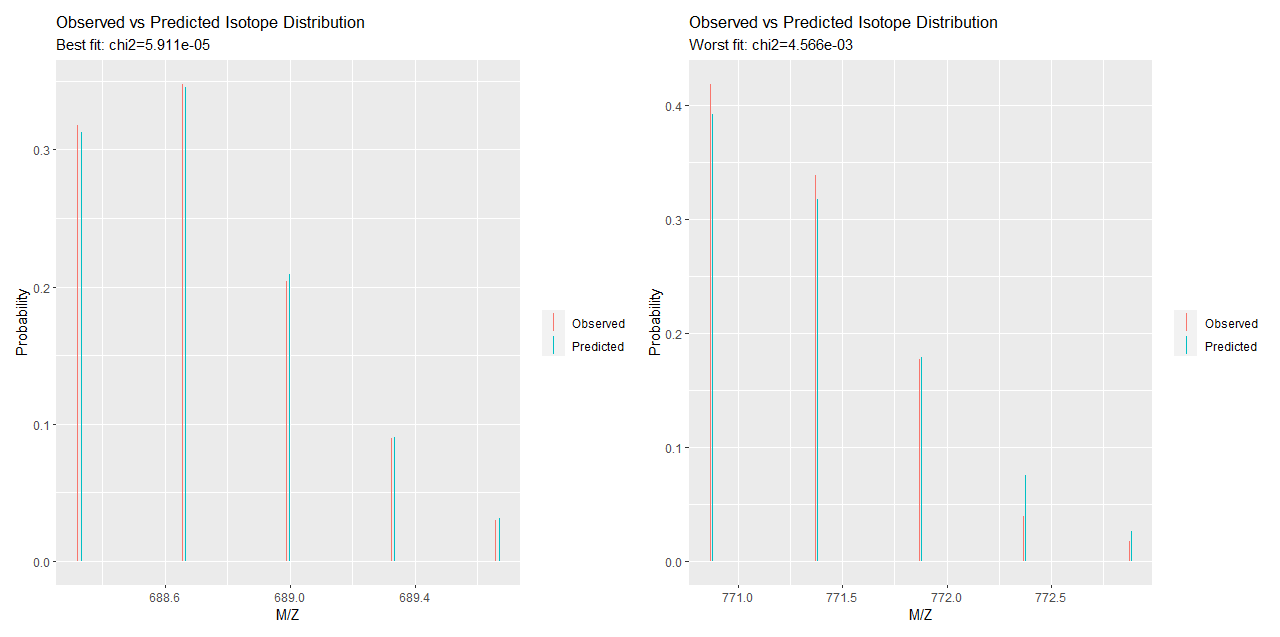 Observed vs Predicted Isotope Distribution
Best fit: chi2=5.911e-05
Probability
0.3
0.2
0.1
0.0
688.6
689.0
689.4
M/Z
Observed
Predicted
Observed vs Predicted Isotope Distribution
Worst fit: chi2=4.566e-03
Probability
0.4
0.3
0.2
0.1
0.0
771.0
771.5
772.0
772.5
M/Z
Observed
Predicted